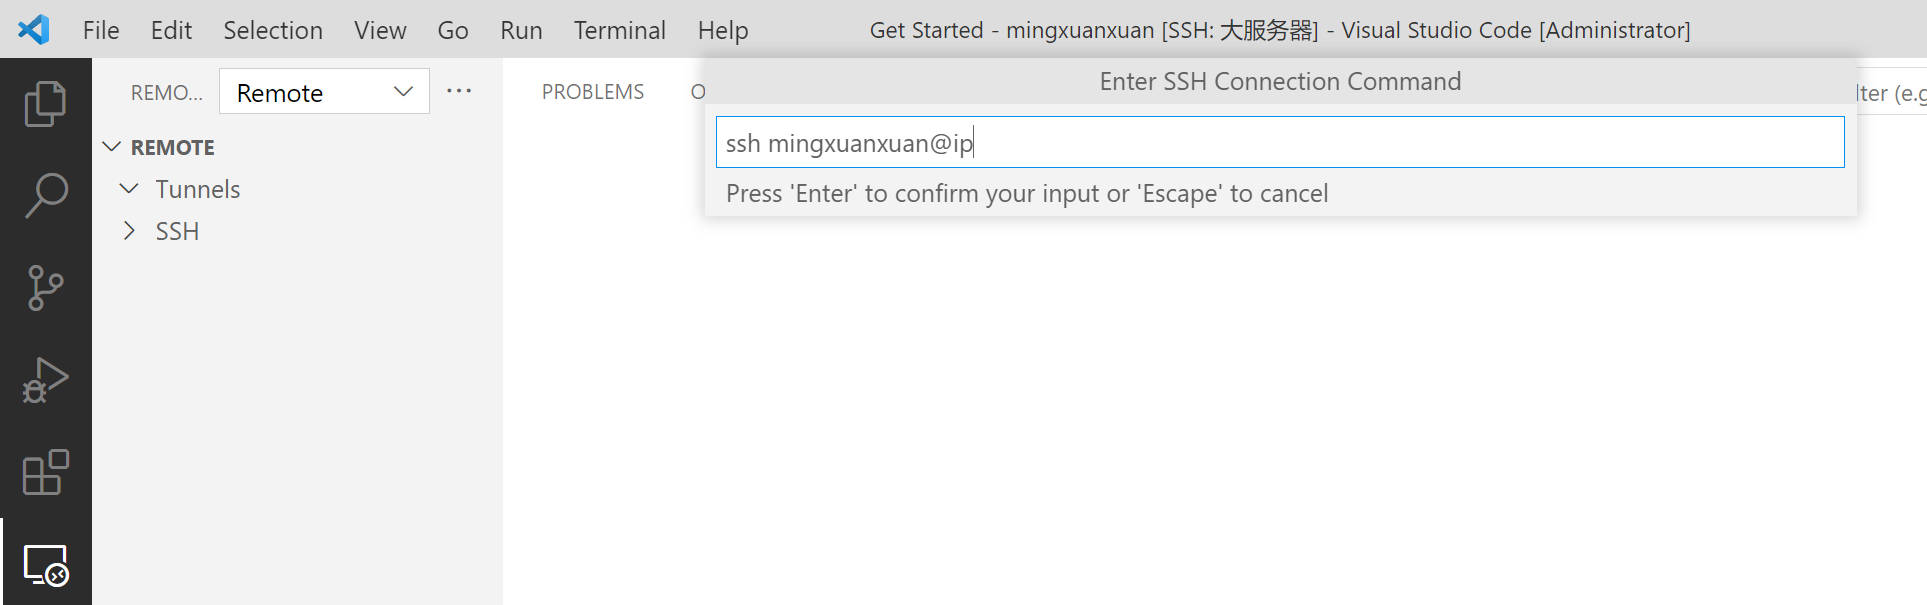 File Edit Selection View Go Run Terminal Help Get Started - mingxuanxuan [SSH: 大服务器] - Visual Studio Code [Administrator]
REMO... Remote ··· PROBLEMS O Enter SSH Connection Command lter (e.g
ssh mingxuanxuan@ip
REMOTE
Tunnels Press 'Enter' to confirm your input or 'Escape' to cancel
SSH